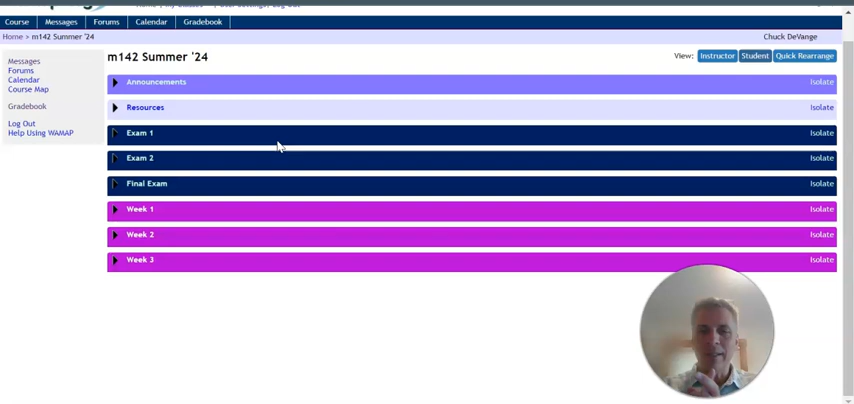 Course Messages Forums Calendar Gradebook
Home > m142 Summer '24
Chuck DeVange
Messages
Forums
Calendar
Course Map
Gradebook
Log Out
Help Using WAMAP
m142 Summer '24
View: Instructor Student Quick Rearrange
Announcements Isolate
Resources Isolate
Exam 1 Isolate
Exam 2 Isolate
Final Exam Isolate
Week 1 Isolate
Week 2 Isolate
Week 3 Isolate